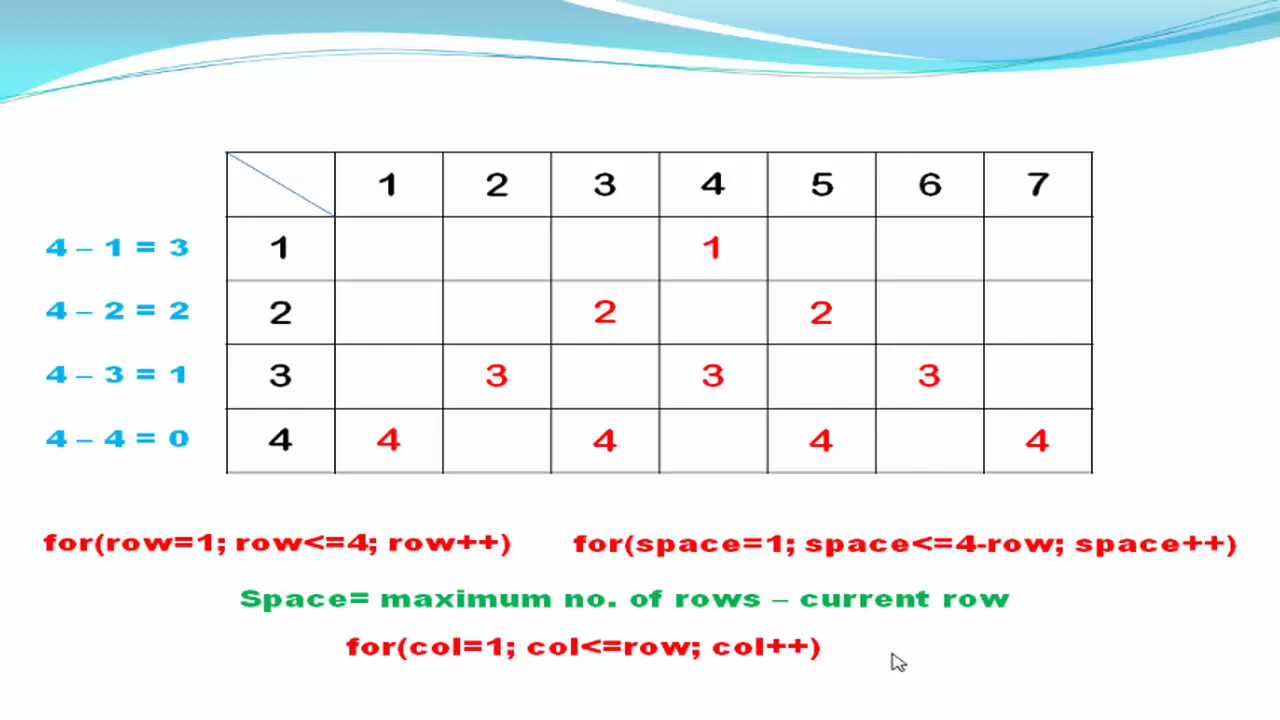 1 2 3 4 5 6 7
4 – 1 = 3 1 1
4 – 2 = 2 2 2 2
4 – 3 = 1 3 3 3 3
4 – 4 = 0 4 4 4 4 4
for(row=1; row<=4; row++) for(space=1; space<=4-row; space++)
Space= maximum no. of rows – current row
for(col=1; col<=row; col++)